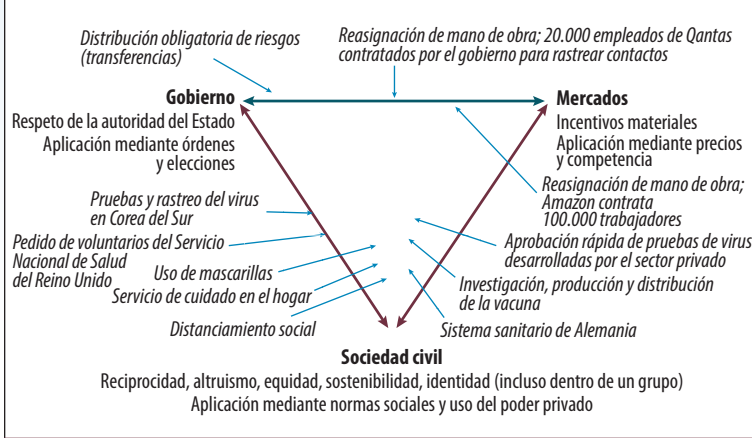 Distribución obligatoria de riesgos
(transferencias)
Reasignación de mano de obra; 20.000 empleados de Qantas
contratados por el gobierno para rastrear contactos
Gobierno
Respeto de la autoridad del Estado
Aplicación mediante órdenes
y elecciones
Mercados
Incentivos materiales
Aplicación mediante precios
y competencia
Reasignación de mano de obra;
Amazon contrata
100.000 trabajadores
Pruebas y rastreo del virus
en Corea del Sur
Pedido de voluntarios del Servicio
Nacional de Salud
del Reino Unido
Uso de mascarillas
Servicio de cuidado en el hogar
Distanciamiento social
Aprobación rápida de pruebas de virus
desarrolladas por el sector privado
Investigación, producción y distribución
de la vacuna
Sistema sanitario de Alemania
Sociedad civil
Reciprocidad, altruismo, equidad, sostenibilidad, identidad (incluso dentro de un grupo)
Aplicación mediante normas sociales y uso del poder privado